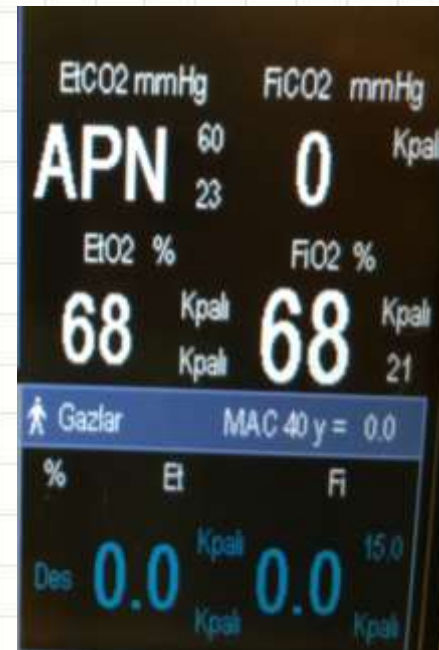 EtCO2 mmHg FiCO2 mmHg
APN 60 23 0 Kpalı
EtO2 % FiO2 %
68 Kpalı Kpalı 68 Kpalı 21
Gazlar MAC 40 y = 0.0
% Et Fi
Des 0.0 Kpalı Kpalı 0.0 15.0 Kpalı